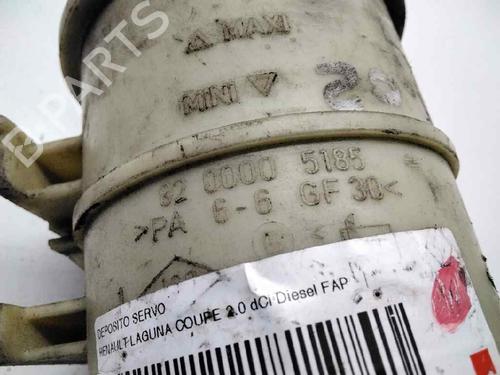 B-PARTS
MAXI
MINI
82 0000 5185
>PA 6-6 GF30<
DEPOSITO SERVO
RENAULT LAGUNA COUPE 2.0 dCi Diesel FAP